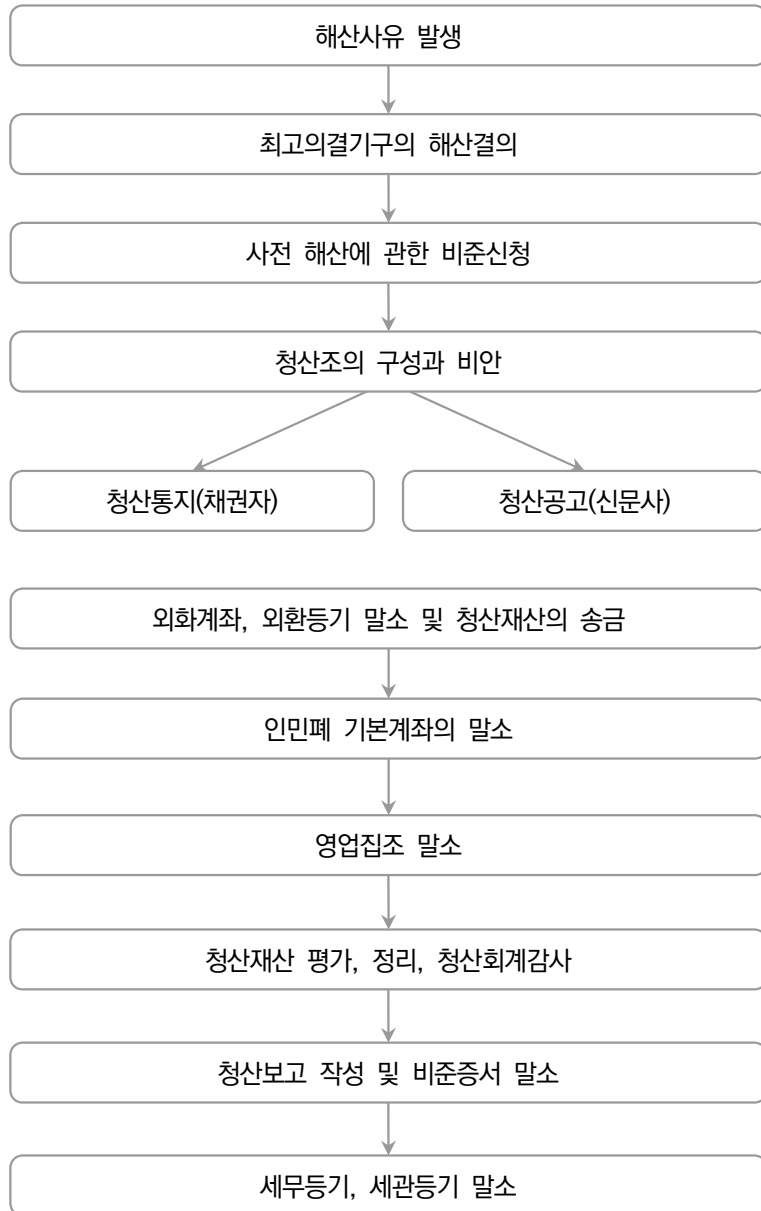 해산사유 발생
최고의결기구의 해산결의
사전 해산에 관한 비준신청
청산조의 구성과 비안
청산통지(채권자)
청산공고(신문사)
외화계좌, 외환등기 말소 및 청산재산의 송금
인민폐 기본계좌의 말소
영업집조 말소
청산재산 평가, 정리, 청산회계감사
청산보고 작성 및 비준증서 말소
세무등기, 세관등기 말소